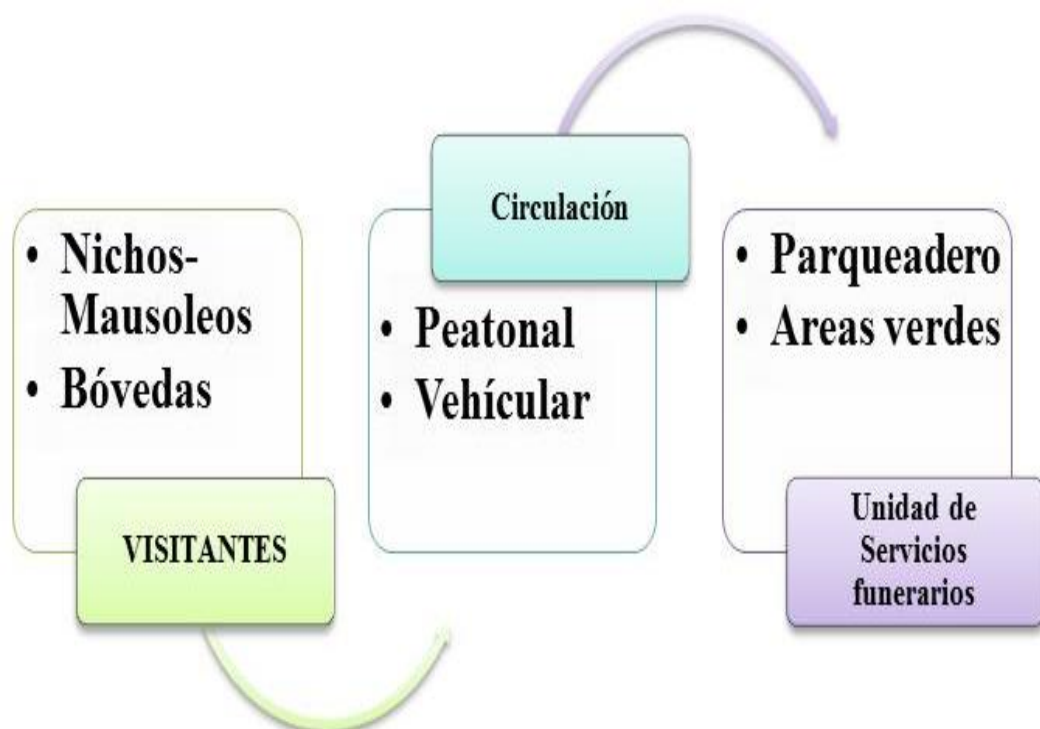 • Nichos-
Mausoleos
• Bóvedas
VISITANTES
Circulación
• Peatonal
• Vehícular
• Parqueadero
• Areas verdes
Unidad de
Servicios
funerarios